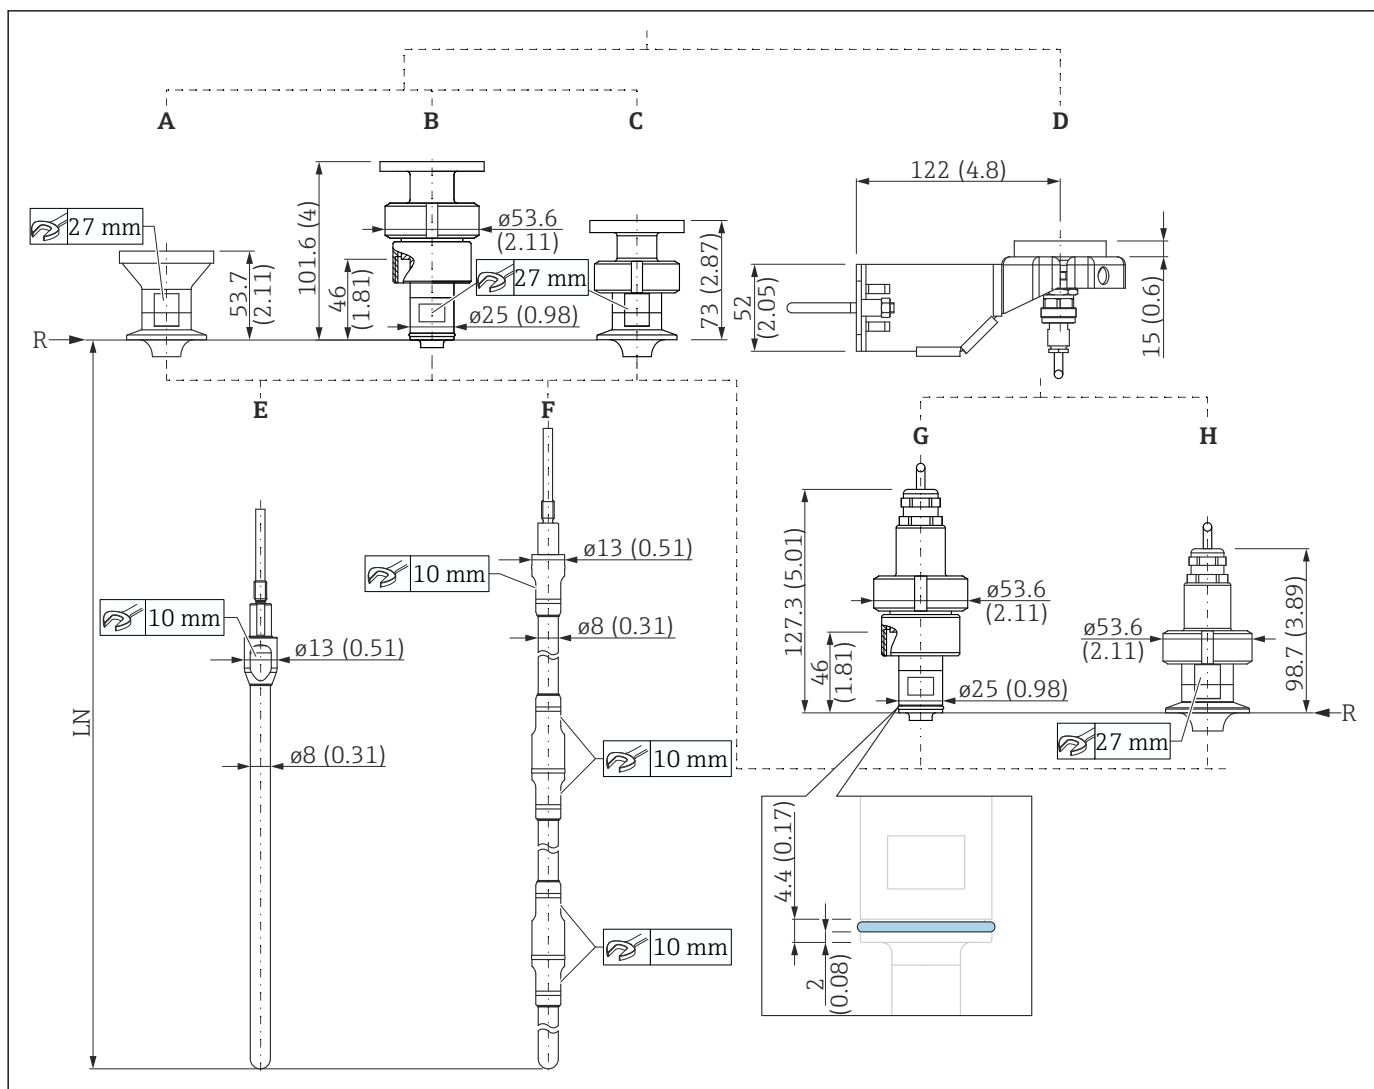 A
B
C
D
122 (4.8)
27 mm
53.7
(2.11)
101.6 (4)
46
(1.81)
ø53.6
(2.11)
27 mm
ø25 (0.98)
73 (2.87)
52
(2.05)
15 (0.6)
R
E
F
G
H
LN
10 mm
ø13 (0.51)
ø8 (0.31)
10 mm
ø13 (0.51)
ø8 (0.31)
10 mm
10 mm
127.3 (5.01)
46
(1.81)
ø53.6
(2.11)
ø25 (0.98)
ø53.6
(2.11)
98.7 (3.89)
27 mm
R
4.4 (0.17)
2
(0.08)